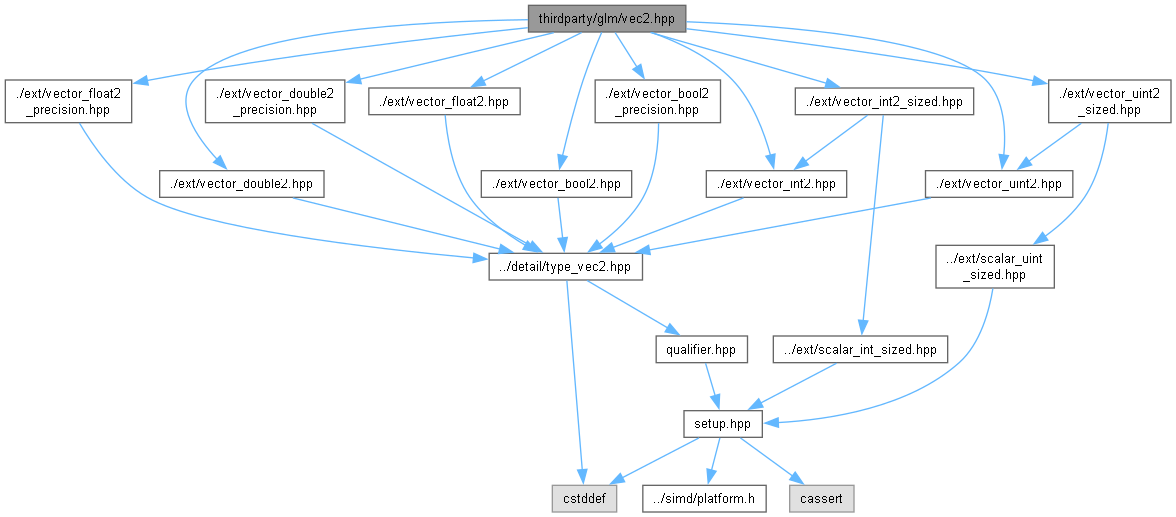 thirdparty/glm/vec2.hpp
./ext/vector_float2
_precision.hpp
./ext/vector_double2
_precision.hpp
./ext/vector_float2.hpp
./ext/vector_bool2
_precision.hpp
./ext/vector_int2_sized.hpp
./ext/vector_uint2
_sized.hpp
./ext/vector_double2.hpp
./ext/vector_bool2.hpp
./ext/vector_int2.hpp
./ext/vector_uint2.hpp
../detail/type_vec2.hpp
../ext/scalar_uint
_sized.hpp
qualifier.hpp
../ext/scalar_int_sized.hpp
setup.hpp
cstddef
../simd/platform.h
cassert